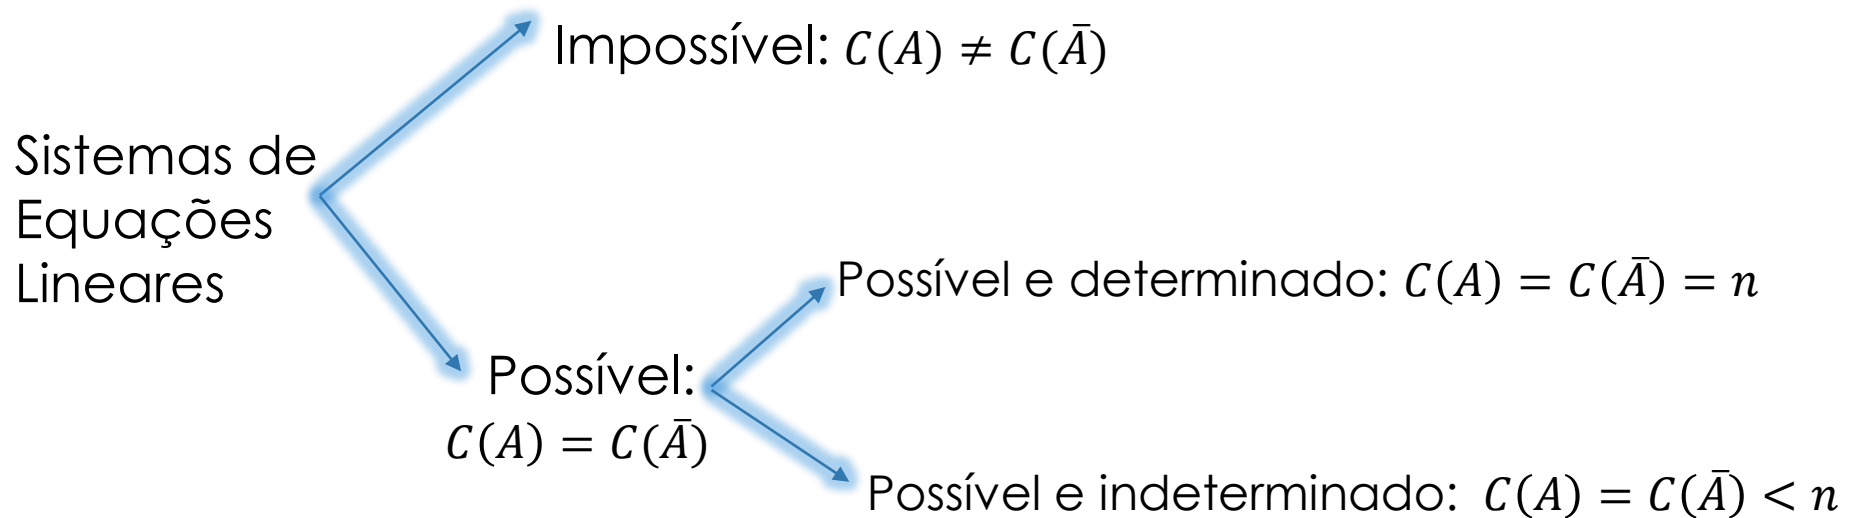 Impossível: C(A) ≠ C(Ā)
Sistemas de
Equações
Lineares
Possível e determinado: C(A) = C(Ā) = n
Possível:
C(A) = C(Ā)
Possível e indeterminado: C(A) = C(Ā) < n